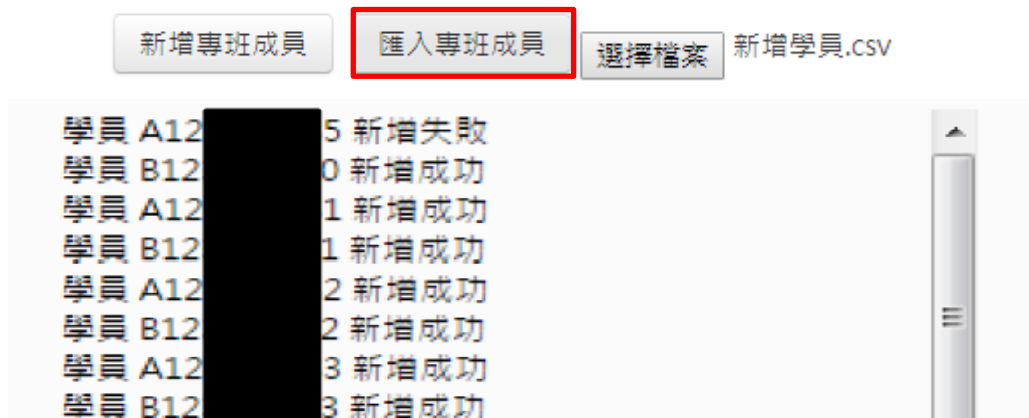 新增專班成員 匯入專班成員 選擇檔案 新增學員.csv
學員 A12 5 新增失敗
學員 B12 0 新增成功
學員 A12 1 新增成功
學員 B12 1 新增成功
學員 A12 2 新增成功
學員 B12 2 新增成功
學員 A12 3 新增成功
學員 B12 3 新增成功